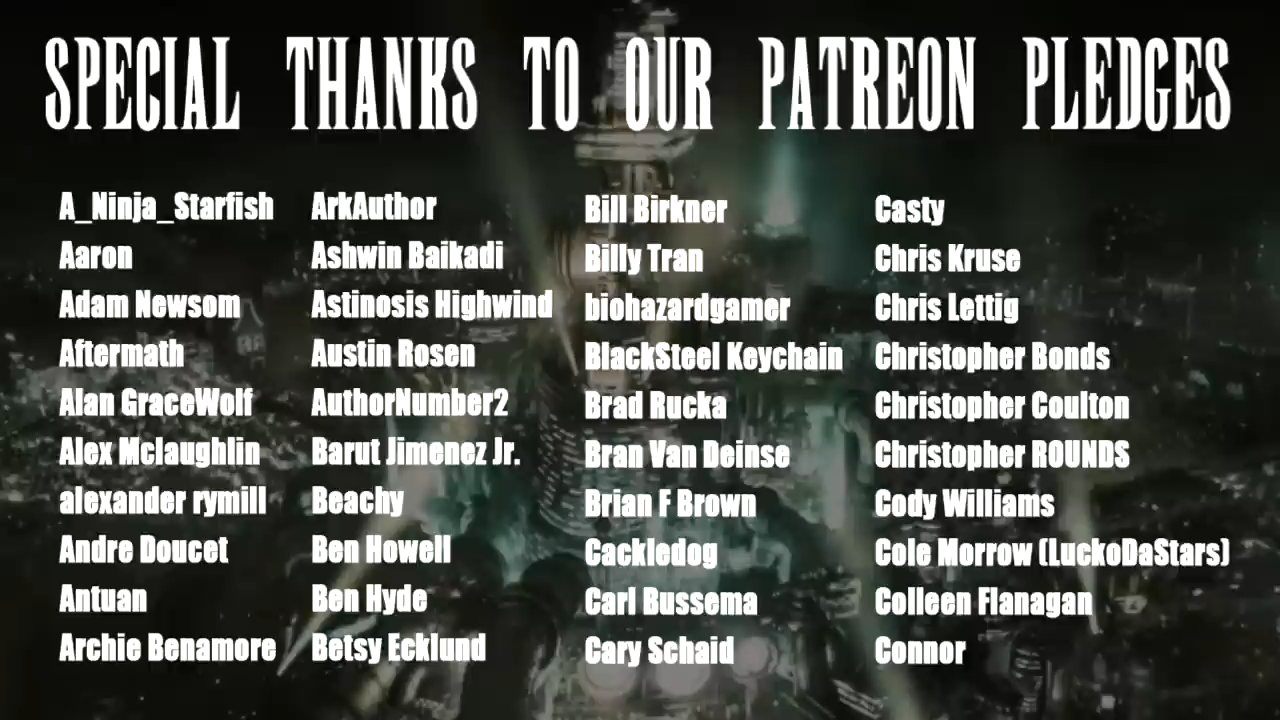 SPECIAL THANKS TO OUR PATREON PLEDGES
A_Ninja_Starfish
Aaron
Adam Newsom
Aftermath
Alan GraceWolf
Alex Mclaughlin
alexander rymill
Andre Doucet
Antuan
Archie Benamore
ArkAuthor
Ashwin Baikadi
Astinosis Highwind
Austin Rosen
AuthorNumber2
Barut Jimenez Jr.
Beachy
Ben Howell
Ben Hyde
Betsy Ecklund
Bill Birkner
Billy Tran
biohazardgamer
BlackSteel Keychain
Brad Rucka
Bran Van Deinse
Brian F Brown
Cackledog
Carl Bussema
Cary Schaid
Casty
Chris Kruse
Chris Lettig
Christopher Bonds
Christopher Coulton
Christopher ROUNDS
Cody Williams
Cole Morrow (LuckoDaStars)
Colleen Flanagan
Connor